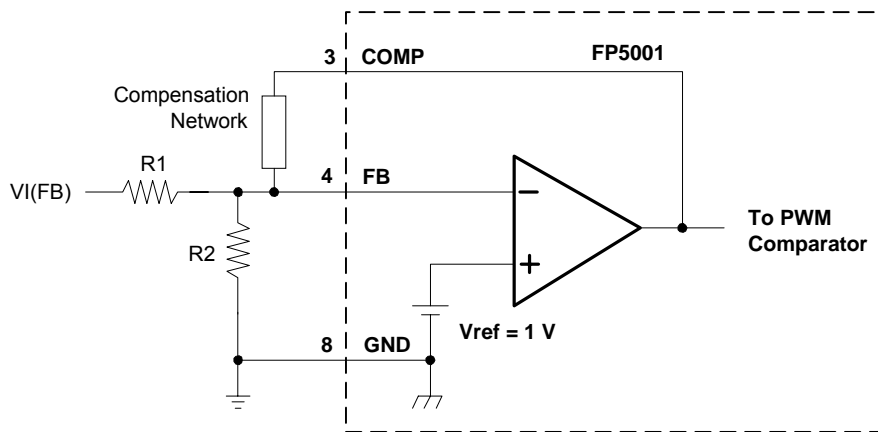 3 COMP FP5001
Compensation
Network
R1
VI(FB)
4 FB
R2
To PWM
Comparator
Vref = 1 V
8 GND